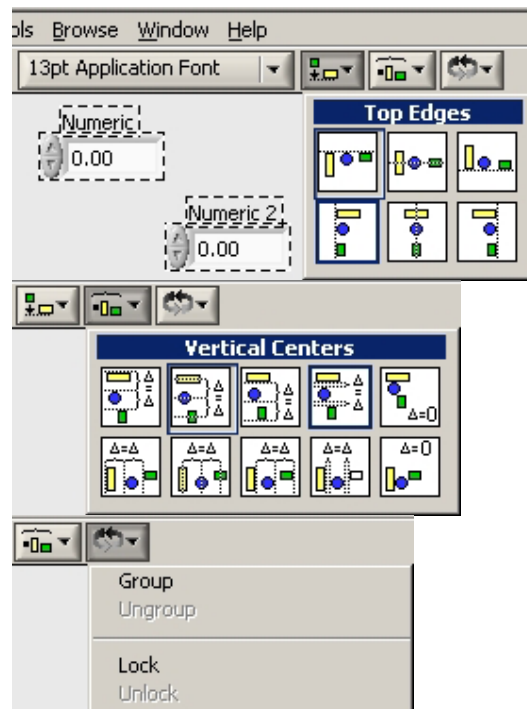 ols Browse Window Help
13pt Application Font
Top Edges
Numeric
0.00
Numeric 2
0.00
Vertical Centers
Δ=Δ
Δ=Δ
Δ=Δ
Δ=Δ
Δ=0
Δ=Δ
Δ=Δ
Δ=Δ
Δ=Δ
Δ=0
Group
Ungroup
Lock
Unlock